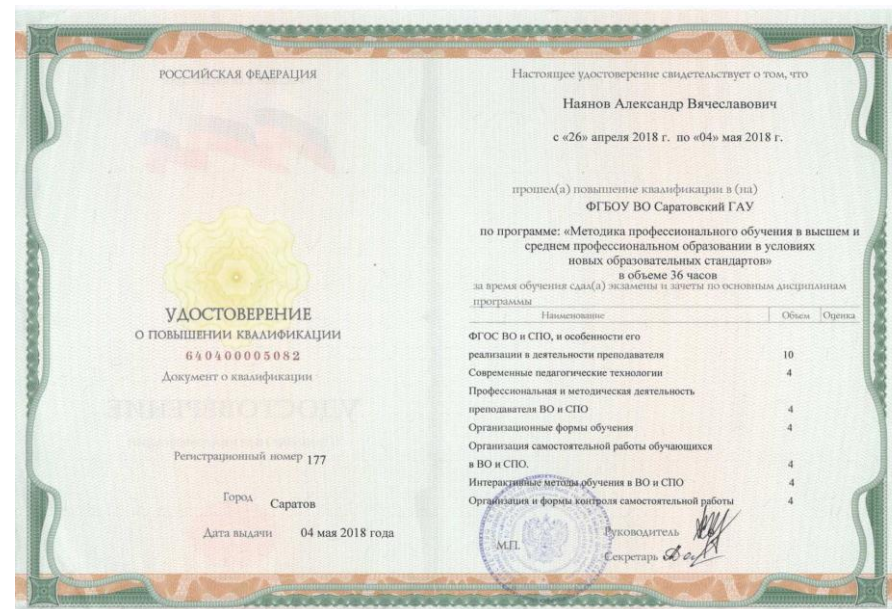 РОССИЙСКАЯ ФЕДЕРАЦИЯ
УДОСТОВЕРЕНИЕ
О ПОВЫШЕНИИ КВАЛИФИКАЦИИ
640400005082
Документ о квалификации
Регистрационный номер 177
Город Саратов
Дата выдачи 04 мая 2018 года
Настоящее удостоверение свидетельствует о том, что
Наянов Александр Вячеславович
с «26» апреля 2018 г. по «04» мая 2018 г.
прошел(а) повышение квалификации в (на)
ФГБОУ ВО Саратовский ГАУ
по программе: «Методика профессионального обучения в высшем и
среднем профессиональном образовании в условиях
новых образовательных стандартов»
в объеме 36 часов
за время обучения сдал(а) экзамены и зачеты по основным дисциплинам
программы
Наименование Объем Оценка
ФГОС ВО и СПО, и особенности его
реализации в деятельности преподавателя 10
Современные педагогические технологии 4
Профессиональная и методическая деятельность
преподавателя ВО и СПО 4
Организационные формы обучения 4
Организация самостоятельной работы обучающихся
в ВО и СПО. 4
Интерактивные методы обучения в ВО и СПО 4
Организация и формы контроля самостоятельной работы 4
Руководитель
М.П.
Секретарь